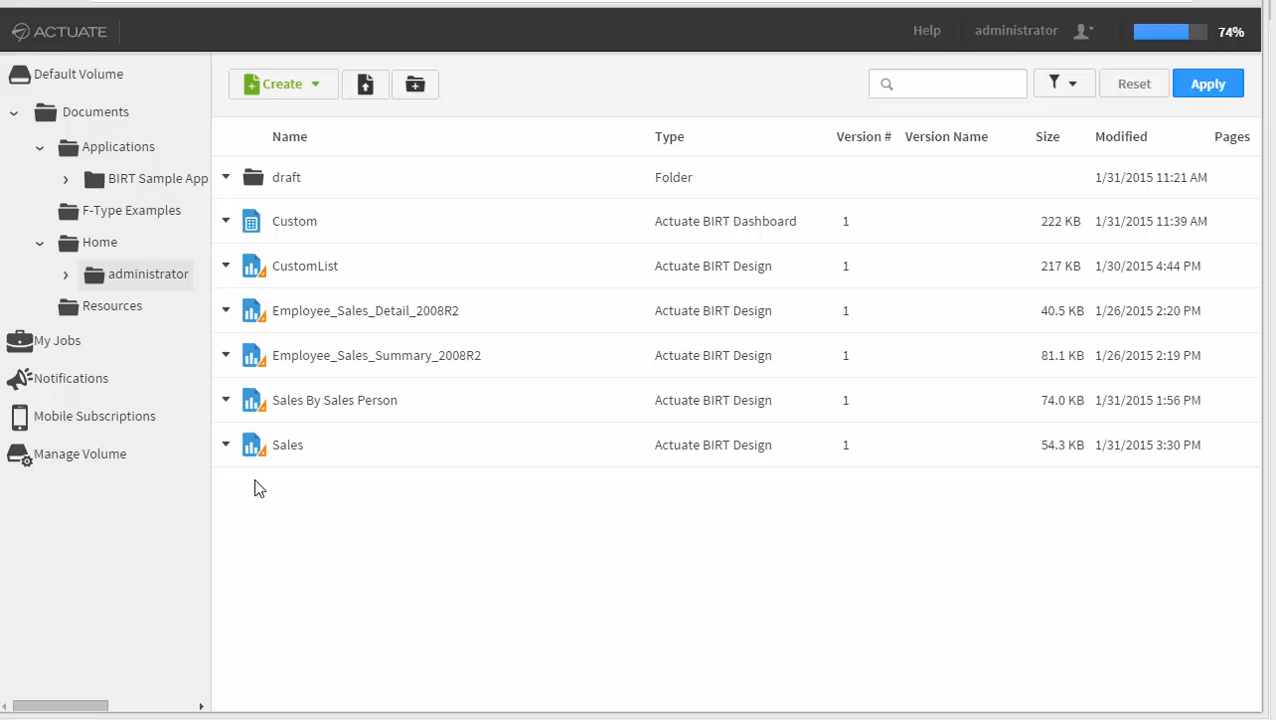 ACTUATE
Help administrator 74%
Default Volume
Documents
Applications
BIRT Sample App
F-Type Examples
Home
administrator
Resources
My Jobs
Notifications
Mobile Subscriptions
Manage Volume
Create Reset Apply
Name Type Version # Version Name Size Modified Pages
draft Folder 1/31/2015 11:21 AM
Custom Actuate BIRT Dashboard 1 222 KB 1/31/2015 11:39 AM
CustomList Actuate BIRT Design 1 217 KB 1/30/2015 4:44 PM
Employee_Sales_Detail_2008R2 Actuate BIRT Design 1 40.5 KB 1/26/2015 2:20 PM
Employee_Sales_Summary_2008R2 Actuate BIRT Design 1 81.1 KB 1/26/2015 2:19 PM
Sales By Sales Person Actuate BIRT Design 1 74.0 KB 1/31/2015 1:56 PM
Sales Actuate BIRT Design 1 54.3 KB 1/31/2015 3:30 PM